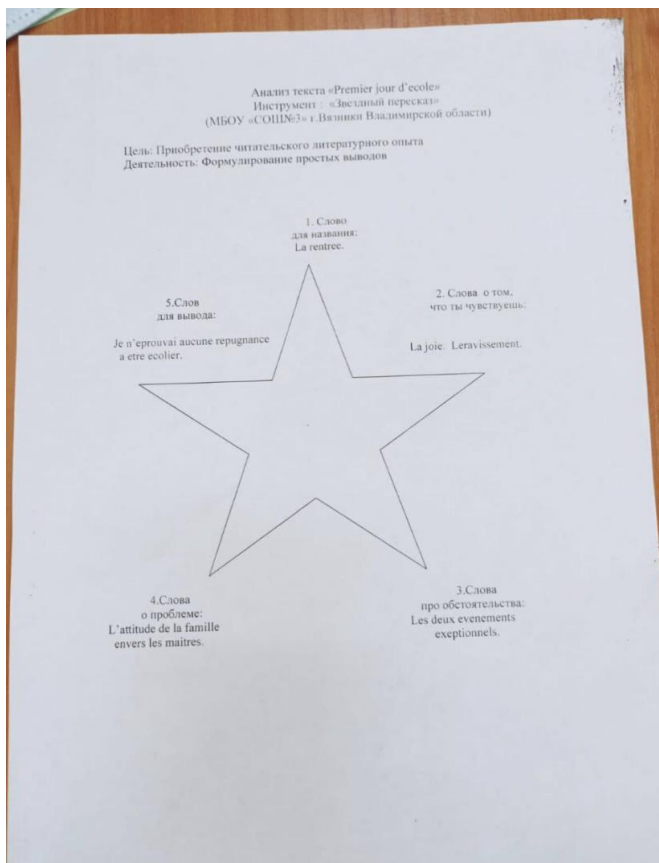 Анализ текста «Premier jour d'ecole»
Инструмент : «Звездный пересказ»
(МБОУ «СОШ№3» г.Вязники Владимирской области)
Цель: Приобретение читательского литературного опыта
Деятельность: Формулирование простых выводов
1. Слово
для названия:
La rentree.
2. Слова о том,
что ты чувствуешь:
La joie. Leravissement.
3.Слова
про обстоятельства:
Les deux evenements
exeptionnels.
4.Слова
о проблеме:
L'attitude de la famille
envers les maitres.
5.Слов
для вывода:
Je n'eprouvai aucune repugnance
a etre ecolier.